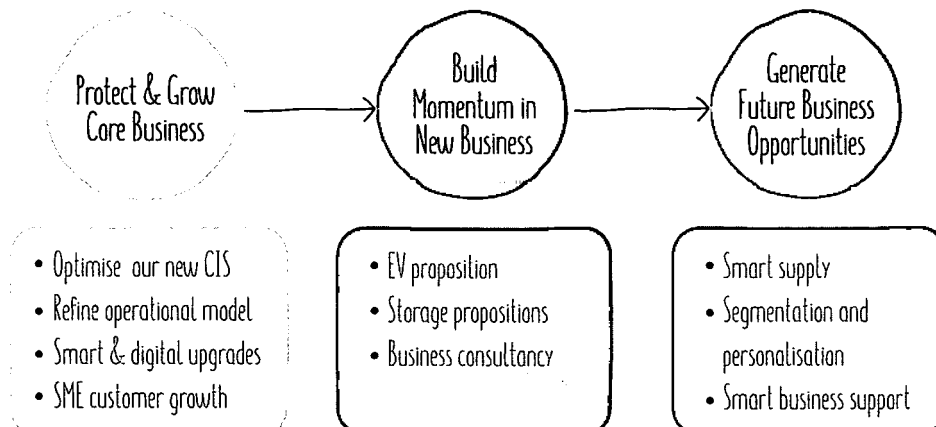 Protect & Grow
Core Business
Build
Momentum in
New Business
Generate
Future Business
Opportunities
• Optimise our new CIS
• Refine operational model
• Smart & digital upgrades
• SME customer growth
• EV proposition
• Storage propositions
• Business consultancy
• Smart supply
• Segmentation and
personalisation
• Smart business support